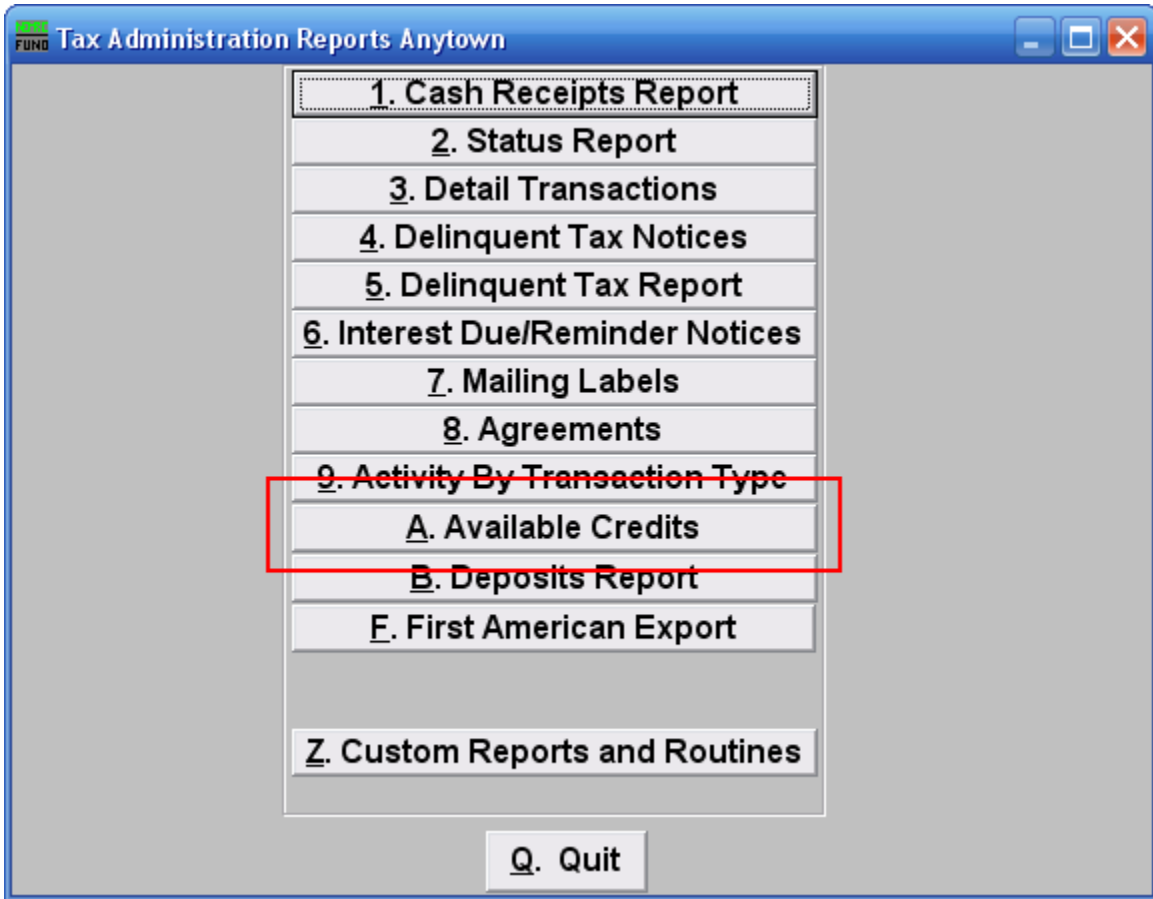 FUND Tax Administration Reports Anytown
1. Cash Receipts Report
2. Status Report
3. Detail Transactions
4. Delinquent Tax Notices
5. Delinquent Tax Report
6. Interest Due/Reminder Notices
7. Mailing Labels
8. Agreements
9. Activity By Transaction Type
A. Available Credits
B. Deposits Report
F. First American Export
Z. Custom Reports and Routines
Q. Quit